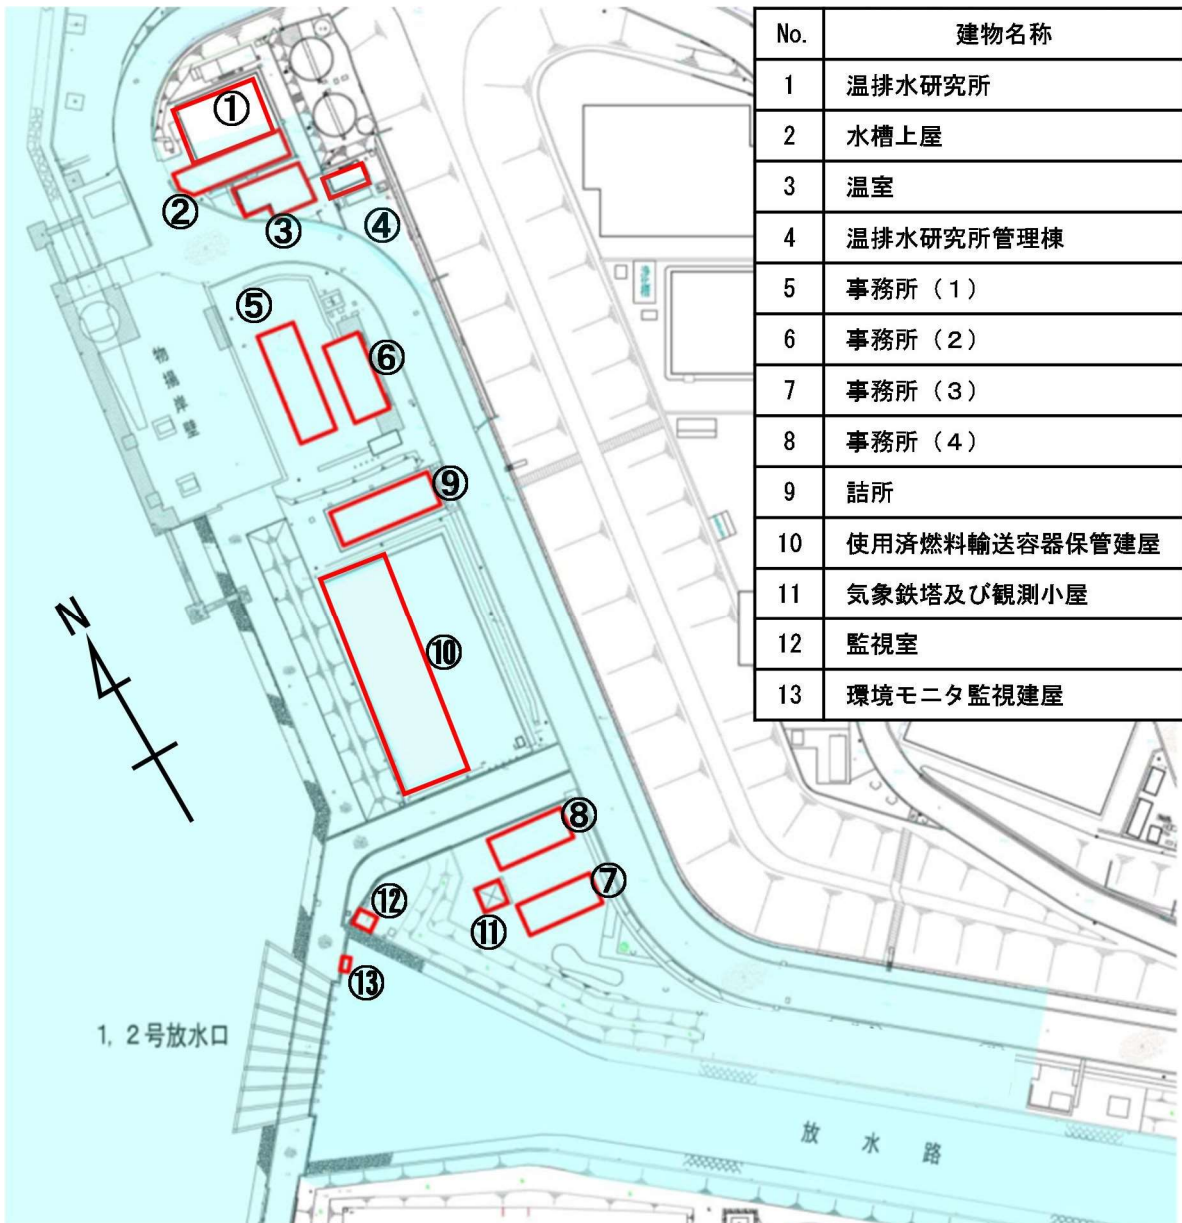 No. 建物名称
1 温排水研究所
2 水槽上屋
3 温室
4 温排水研究所管理棟
5 事務所（１）
6 事務所（２）
7 事務所（３）
8 事務所（４）
9 詰所
10 使用済燃料輸送容器保管建屋
11 気象鉄塔及び観測小屋
12 監視室
13 環境モニタ監視建屋
①
②
③
④
⑤
⑥
物揚岸壁
⑨
N
⑩
⑧
⑦
⑫
⑪
⑬
1, 2号放水口
放水路